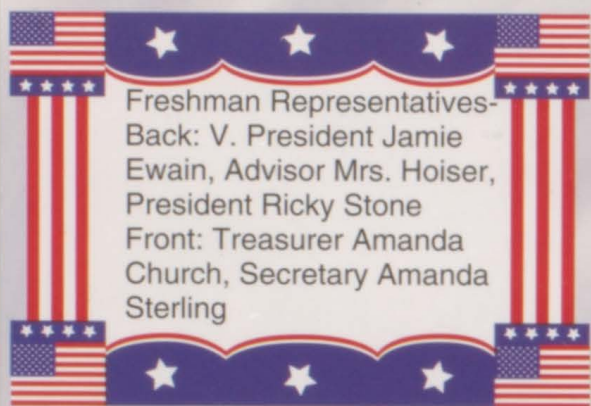 Freshman Representatives-
Back: V. President Jamie
Ewain, Advisor Mrs. Hoiser,
President Ricky Stone
Front: Treasurer Amanda
Church, Secretary Amanda
Sterling